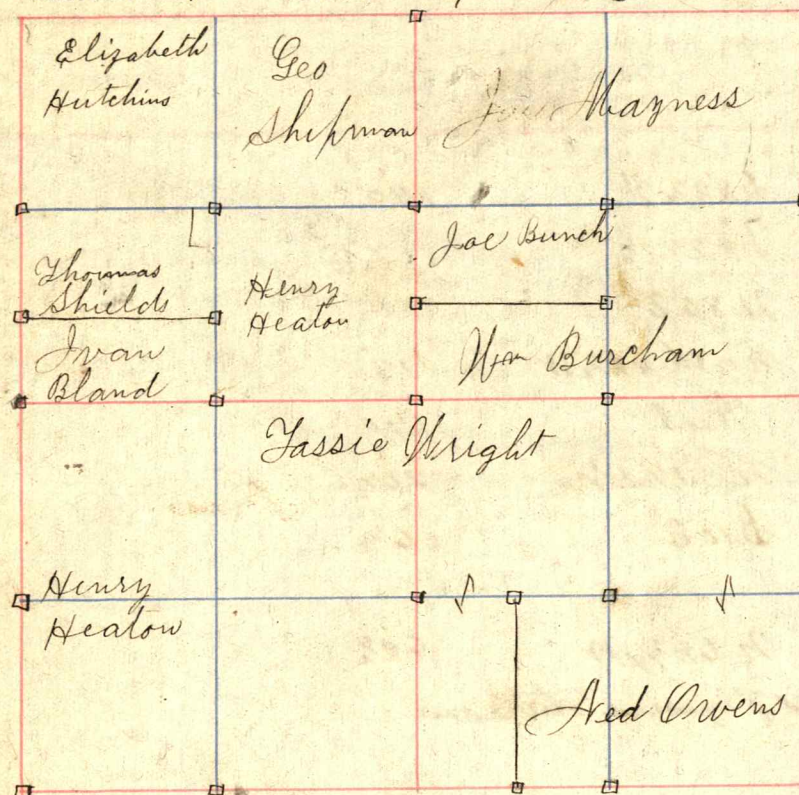 Elizabeth
Hutchins
Geo
Shipman
Mayness
Thomas
Shields
Henry
Heaton
Joe Bunch
Ivan
Bland
Wm Burcham
Tassie Wright
Henry
Heaton
Ned Owens